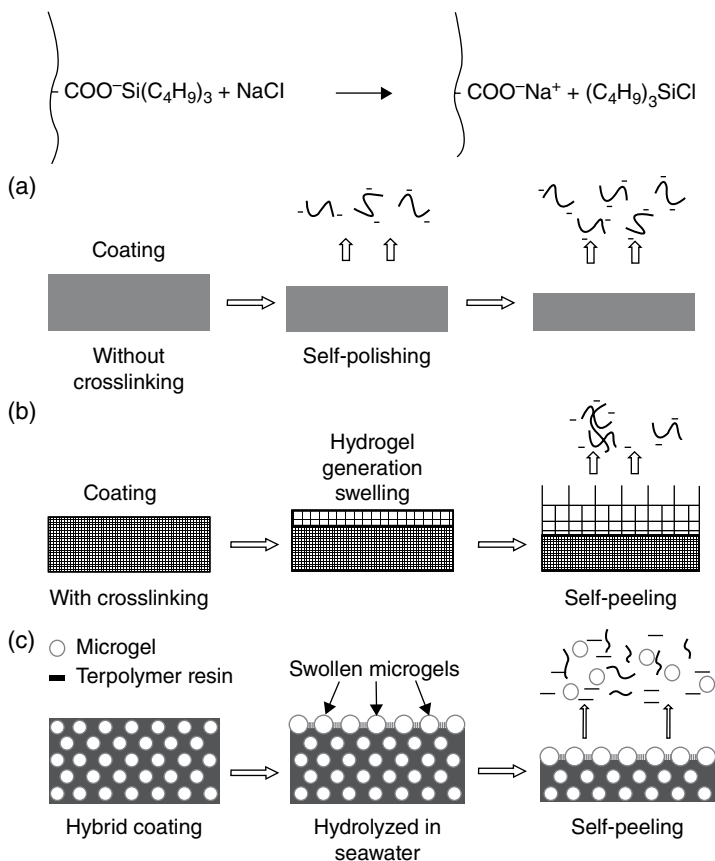 COO⁻Si(C₄H₉)₃ + NaCl
COO⁻Na⁺ + (C₄H₉)₃SiCl
(a)
Coating
Without
crosslinking
Self-polishing
(b)
Coating
Hydrogel
generation
swelling
With crosslinking
Self-peeling
(c)
Microgel
Terpolymer resin
Swollen microgels
Hybrid coating
Hydrolyzed in
seawater
Self-peeling